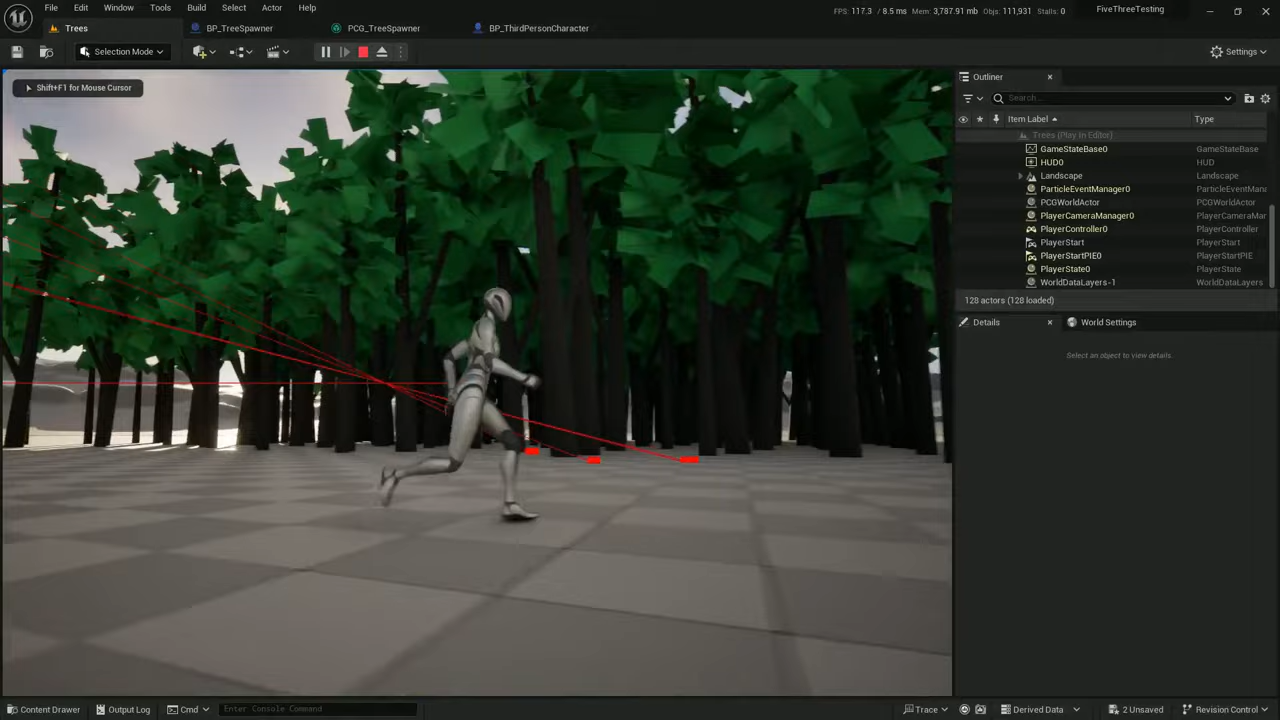 File Edit Window Tools Build Select Actor Help
FPS: 117.3 / 8.5 ms Mem: 3,787.91 mb Objs: 111,931 Stalls: 0
FiveThreeTesting
Trees
BP_TreeSpawner
PCG_TreeSpawner
BP_ThirdPersonCharacter
Selection Mode
Settings
Shift+F1 for Mouse Cursor
Outliner
Search...
Item Label Type
Trees (Play In Editor)
GameStateBase0 GameStateBase
HUD0 HUD
Landscape Landscape
ParticleEventManager0 ParticleEventMana
PCGWorldActor PCGWorldActor
PlayerCameraManager0 PlayerCameraMar
PlayerController0 PlayerController
PlayerStart PlayerStart
PlayerStartPIE0 PlayerStartPIE
PlayerState0 PlayerState
WorldDataLayers-1 WorldDataLayers
128 actors (128 loaded)
Details
World Settings
Select an object to view details.
Content Drawer
Output Log
Cmd
Enter Console Command
Trace
Derived Data
2 Unsaved
Revision Control